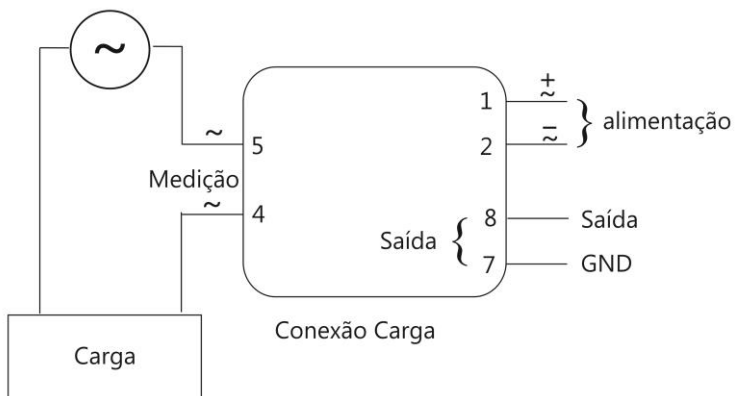 ~
+
~
1
alimentação
~
5
–
~
2
Medição
~
4
8
Saída
Saída
7
GND
Conexão Carga
Carga